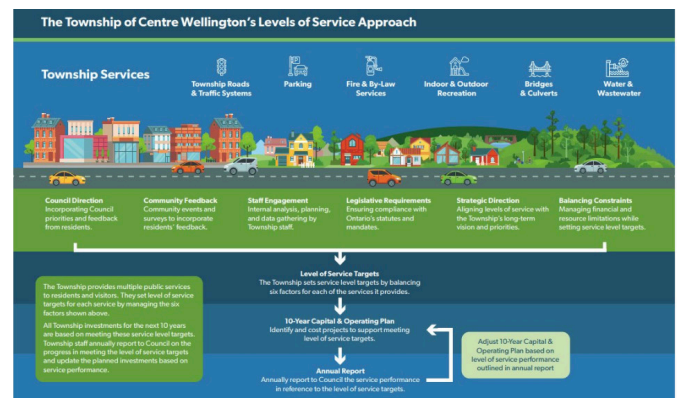 The Township of Centre Wellington's Levels of Service Approach
Township Services
Township Roads
& Traffic Systems
Parking
Fire & By-Law
Services
Indoor & Outdoor
Recreation
Bridges
& Culverts
Water &
Wastewater
Council Direction
Incorporating Council
priorities and feedback
from residents.
Community Feedback
Community events and
surveys to incorporate
residents' feedback.
Staff Engagement
Internal analysis, planning,
and data gathering by
Township staff.
Legislative Requirements
Ensuring compliance with
Ontario's statutes and
mandates.
Strategic Direction
Aligning levels of service with
the Township's long-term
vision and priorities.
Balancing Constraints
Managing financial and
resource limitations while
setting service level targets.
The Township provides multiple public services
to residents and visitors. They set level of service
targets for each service by managing the six
factors shown above.
All Township investments for the next 10 years
are based on meeting these service level targets.
Township staff annually report to Council on the
progress in meeting the level of service targets
and update the planned investments based on
service performance.
Level of Service Targets
The Township sets service level targets by balancing
six factors for each of the services it provides.
10-Year Capital & Operating Plan
Identify and cost projects to support meeting
level of service targets.
Annual Report
Annually report to Council the service performance
in reference to the level of service targets.
Adjust 10-Year Capital &
Operating Plan based on
level of service performance
outlined in annual report